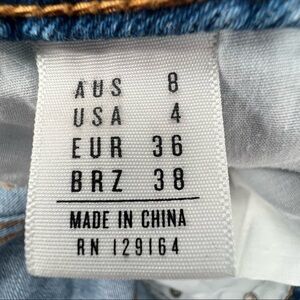 AUS 8
USA 4
EUR 36
BRZ 38
MADE IN CHINA
RN 129164